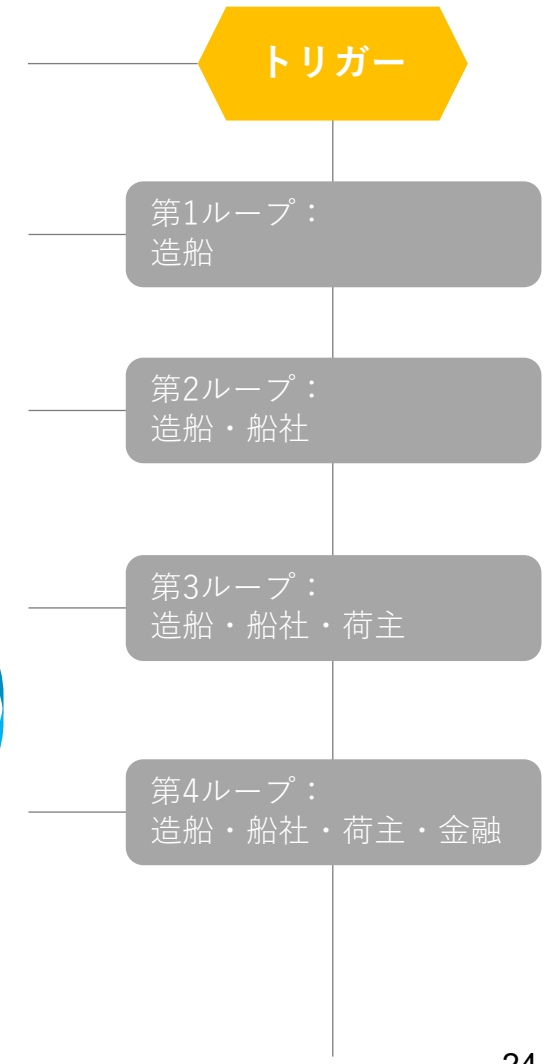 トリガー
第1ループ：
造船
第2ループ：
造船・船社
第3ループ：
造船・船社・荷主
第4ループ：
造船・船社・荷主・金融
24